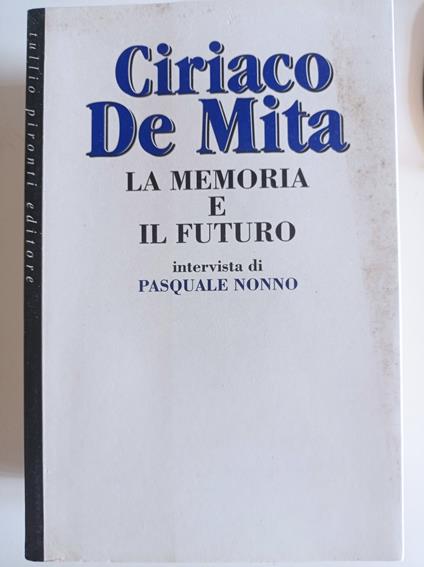 tullio pironti editore
Ciriaco
De Mita
LA MEMORIA
E
IL FUTURO
intervista di
PASQUALE NONNO